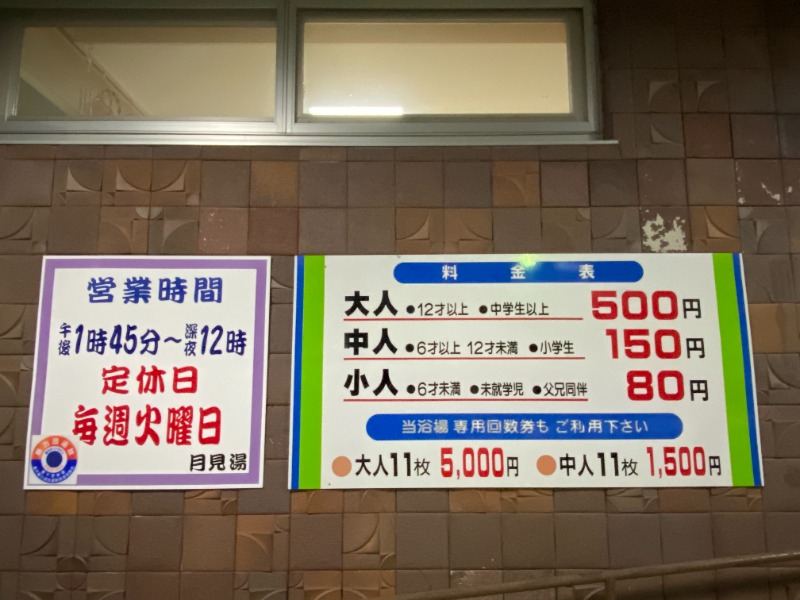 営業時間
午後1時45分～深夜12時
定休日
毎週火曜日
月見湯
料金表
大人 ●12才以上 ●中学生以上 500円
中人 ●6才以上 12才未満 ●小学生 150円
小人 ●6才未満 ●未就学児 ●父兄同伴 80円
当浴場 専用回数券も ご利用下さい
●大人11枚 5,000円 ●中人11枚 1,500円